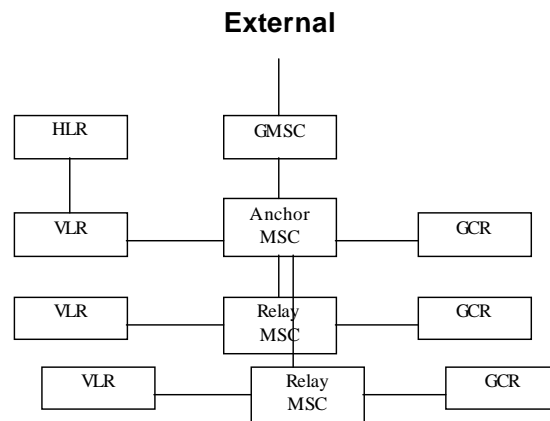 External
HLR
GMSC
VLR
Anchor
MSC
GCR
VLR
Relay
MSC
GCR
VLR
Relay
MSC
GCR